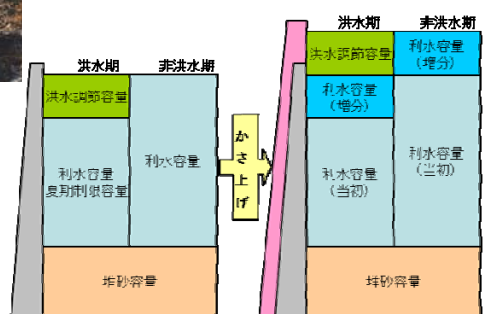 洪水期 非洪水期
洪水調節容量
利水容量
夏期制限容量
利水容量
堆砂容量
かさ上げ
洪水期 非洪水期
洪水調節容量
利水容量
(増分)
利水容量
(増分)
利水容量
(当初)
利水容量
(当初)
堆砂容量